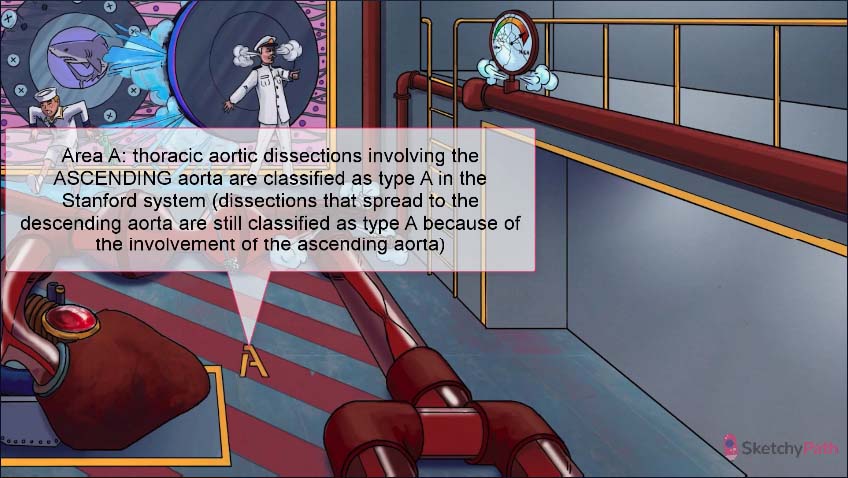 Area A: thoracic aortic dissections involving the
ASCENDING aorta are classified as type A in the
Stanford system (dissections that spread to the
descending aorta are still classified as type A because of
the involvement of the ascending aorta)
A
SketchyPath